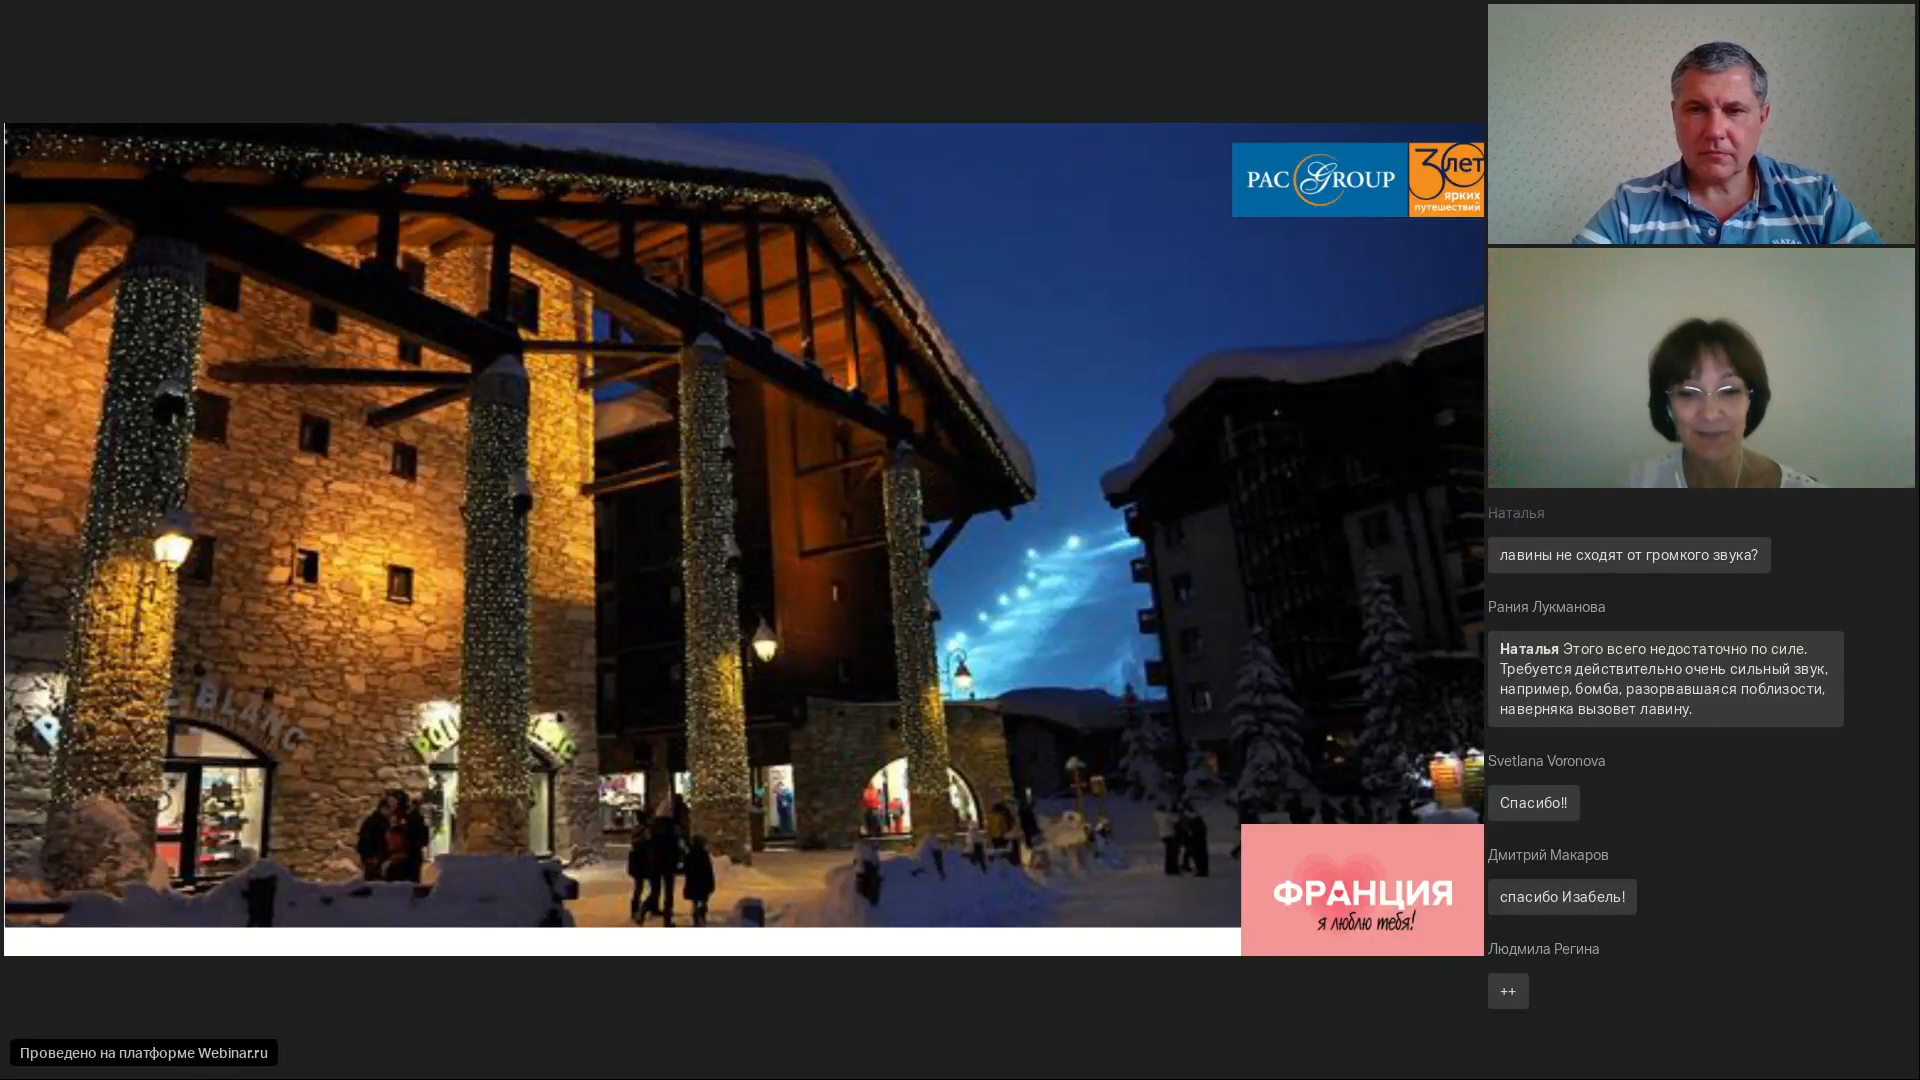 PAC GROUP
30 лет
ярких
путешествий
BLANC
ФРАНЦИЯ
я люблю тебя!
Наталья
лавины не сходят от громкого звука?
Рания Лукманова
Наталья Этого всего недостаточно по силе.
Требуется действительно очень сильный звук,
например, бомба, разорвавшаяся поблизости,
наверняка вызовет лавину.
Svetlana Voronova
Спасибо!!
Дмитрий Макаров
спасибо Изабель!
Людмила Регина
++
Проведено на платформе Webinar.ru